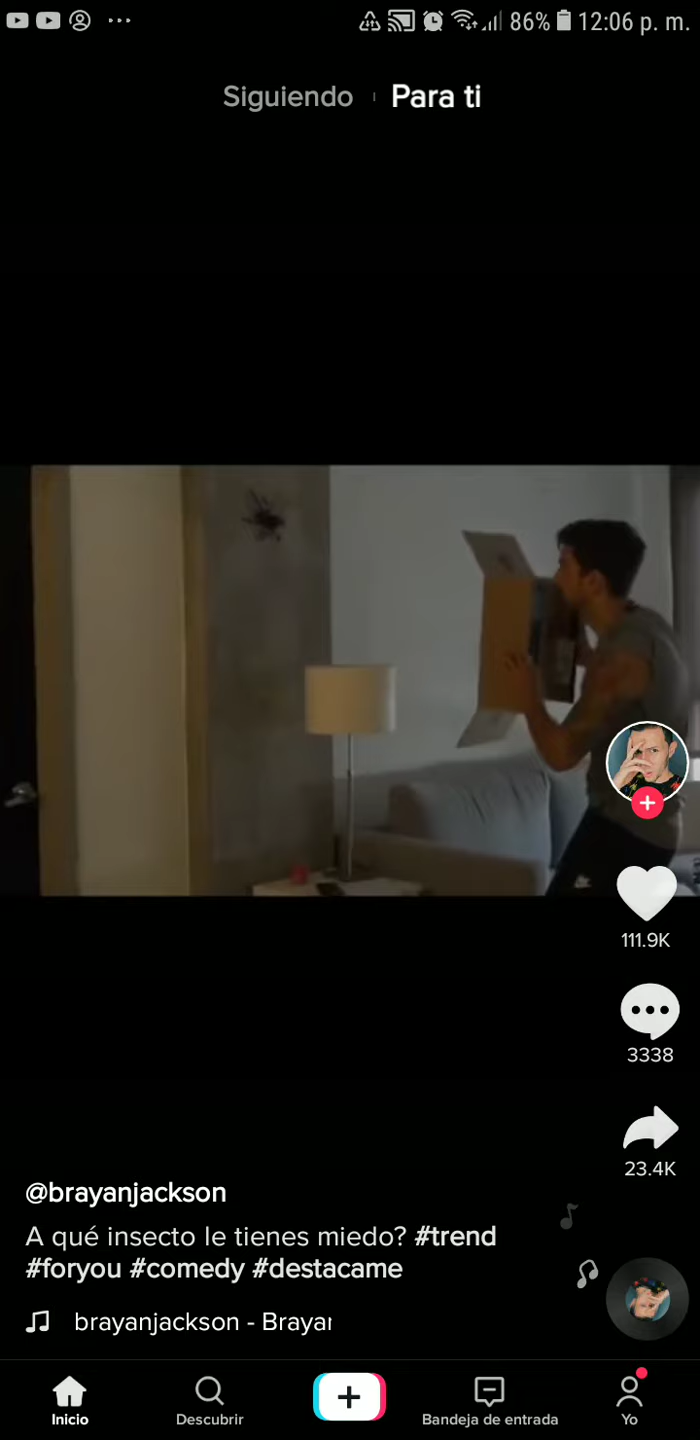 86% 12:06 p. m.
Siguiendo Para ti
111.9K
3338
23.4K
@brayanjackson
A qué insecto le tienes miedo? #trend
#foryou #comedy #destacame
brayanjackson - Brayan
Inicio Descubrir Bandeja de entrada Yo